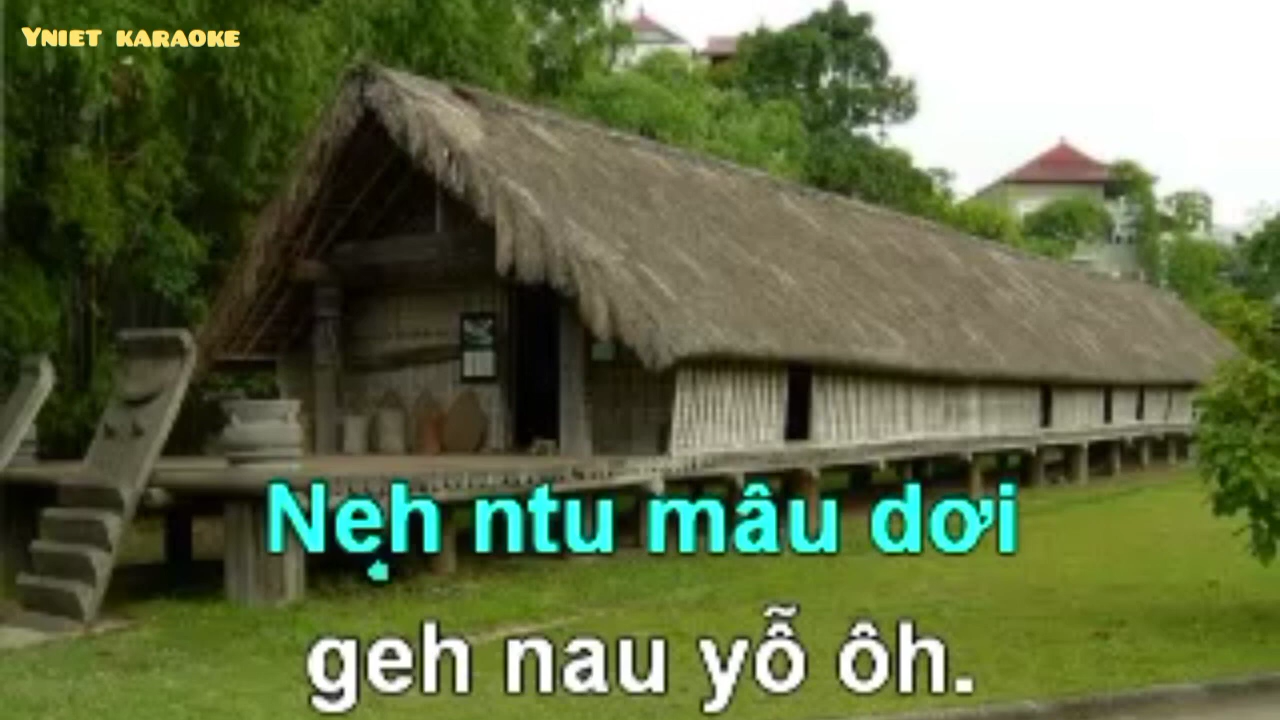 YNIET KARAOKE
Nẹh ntu mâu dơi
geh nau yỗ ôh.